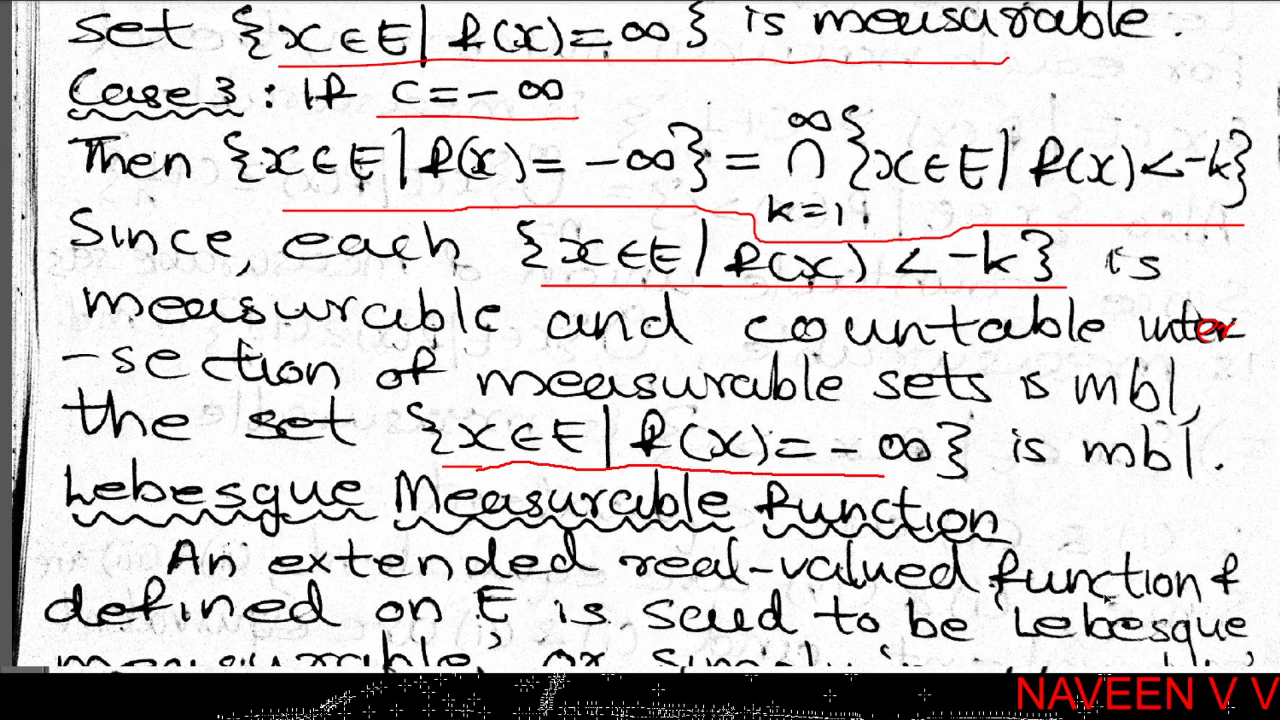 set {x∈E| f(x)=∞} is measurable.
Case 3 : If c=-∞
Then {x∈E|f(x)=-∞} = ∞∩k=1 {x∈E| f(x)<-k}
Since, each {x∈E| f(x) <-k} is
measurable and countable inter
-section of measurable sets is mbl,
the set {x∈E| f(x)=-∞} is mbl.
Lebesgue Measurable function
An extended real-valued function f
defined on E is said to be 'Lebesgue
NAVEEN V V